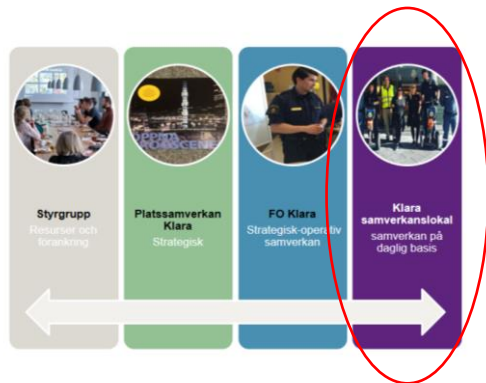 Styrgrupp
Resurser och
förankring
Platssamverkan
Klara
Strategisk
FO Klara
Strategisk-operativ
samverkan
Klara
samverkanslokal
samverkan på
daglig basis